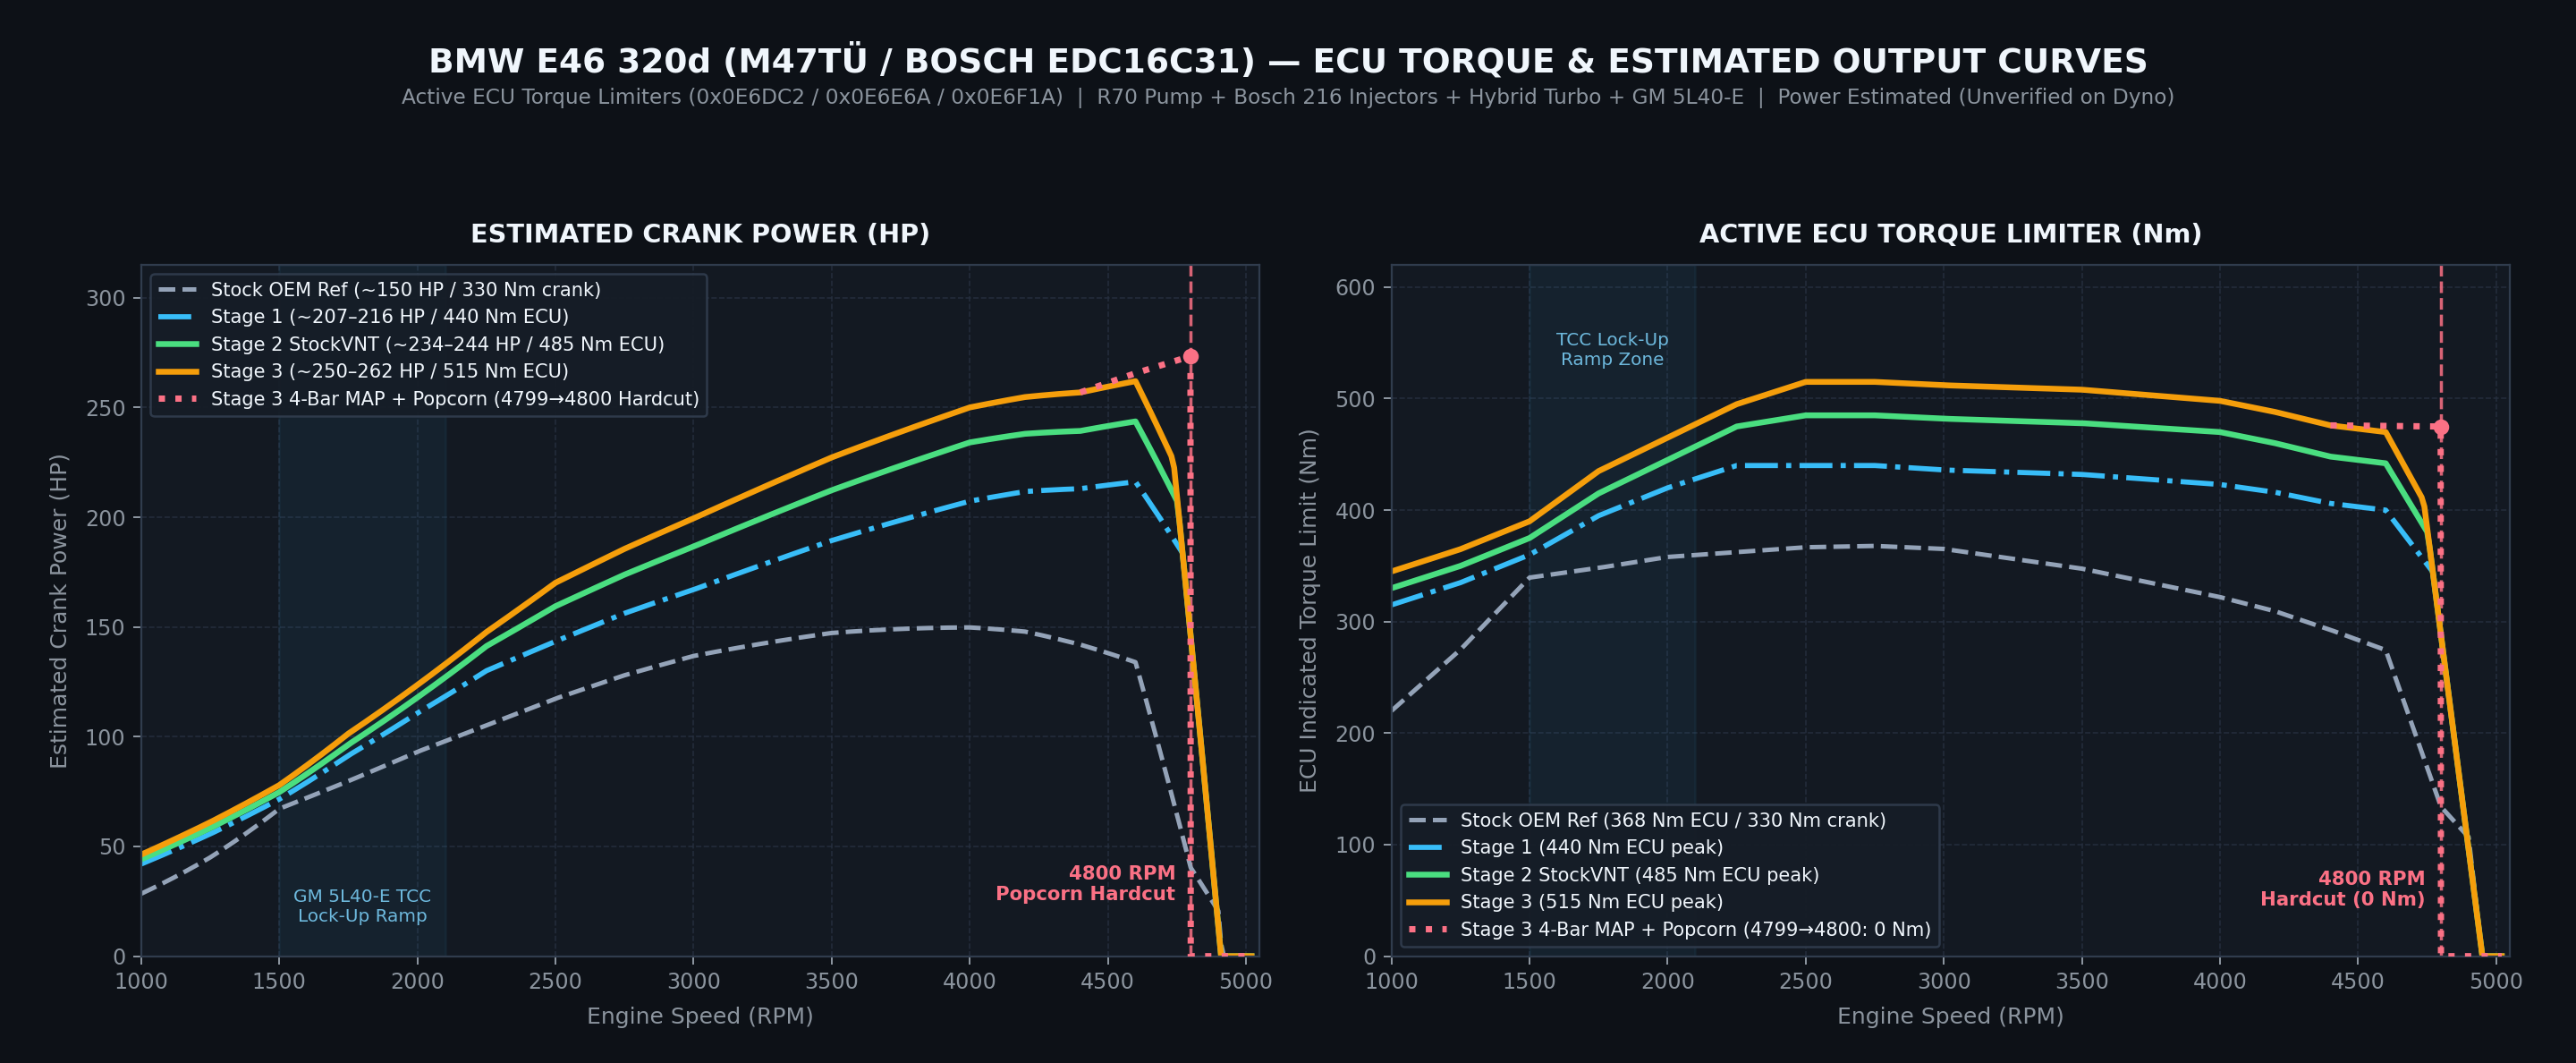 BMW E46 320d (M47TÜ / BOSCH EDC16C31) — ECU TORQUE & ESTIMATED OUTPUT CURVES
Active ECU Torque Limiters (0x0E6DC2 / 0x0E6E6A / 0x0E6F1A) | R70 Pump + Bosch 216 Injectors + Hybrid Turbo + GM 5L40-E | Power Estimated (Unverified on Dyno)
ESTIMATED CRANK POWER (HP)
Stock OEM Ref (~150 HP / 330 Nm crank)
Stage 1 (~207–216 HP / 440 Nm ECU)
Stage 2 StockVNT (~234–244 HP / 485 Nm ECU)
Stage 3 (~250–262 HP / 515 Nm ECU)
Stage 3 4-Bar MAP + Popcorn (4799→4800 Hardcut)
300
250
200
150
100
50
0
Estimated Crank Power (HP)
GM 5L40-E TCC
Lock-Up Ramp
4800 RPM
Popcorn Hardcut
1000 1500 2000 2500 3000 3500 4000 4500 5000
Engine Speed (RPM)
ACTIVE ECU TORQUE LIMITER (Nm)
600
500
400
300
200
100
0
ECU Indicated Torque Limit (Nm)
TCC Lock-Up
Ramp Zone
Stock OEM Ref (368 Nm ECU / 330 Nm crank)
Stage 1 (440 Nm ECU peak)
Stage 2 StockVNT (485 Nm ECU peak)
Stage 3 (515 Nm ECU peak)
Stage 3 4-Bar MAP + Popcorn (4799→4800: 0 Nm)
4800 RPM
Hardcut (0 Nm)
1000 1500 2000 2500 3000 3500 4000 4500 5000
Engine Speed (RPM)